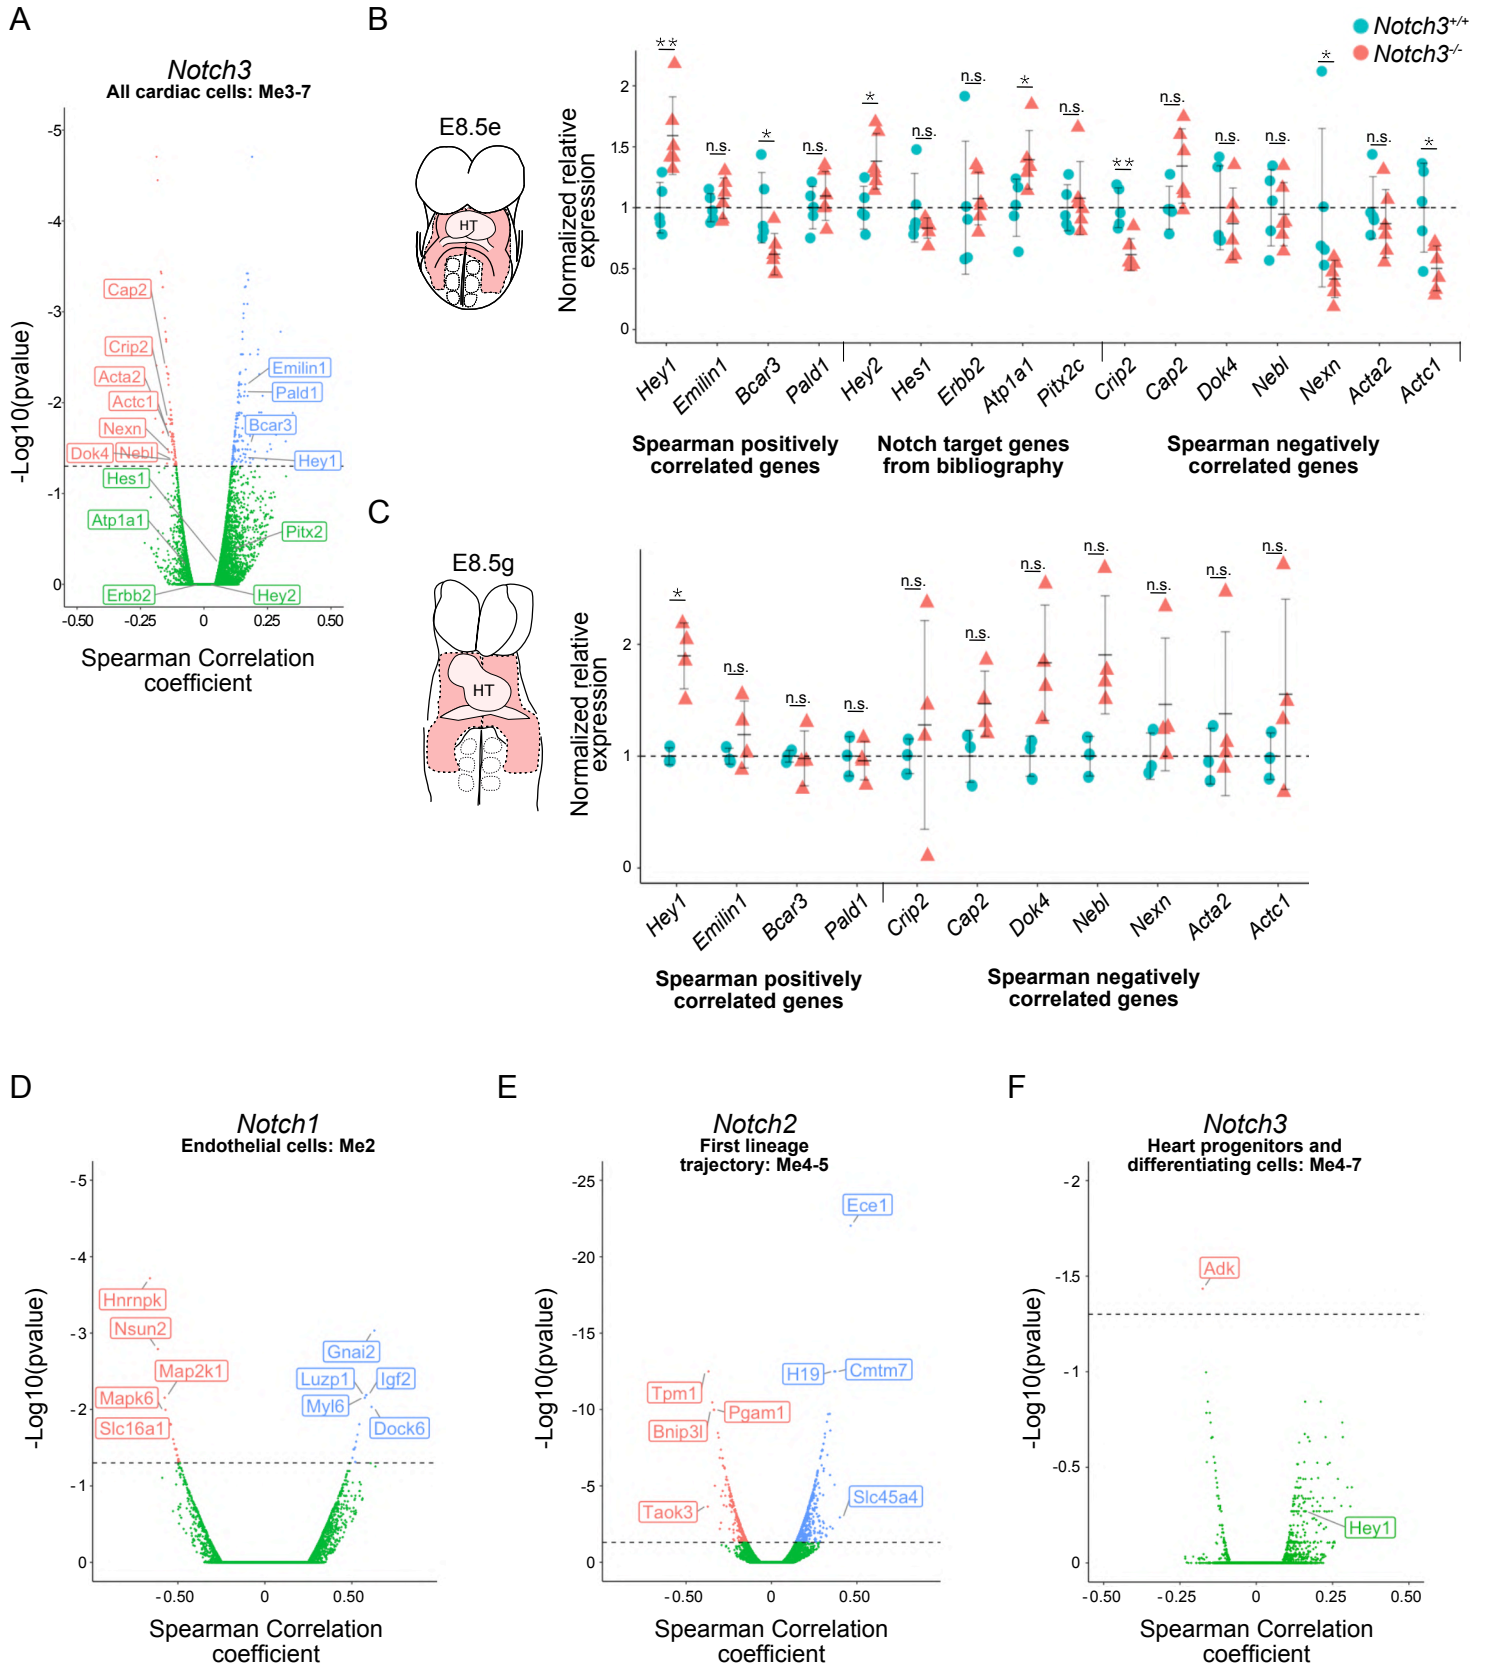 A
Notch3
All cardiac cells: Me3-7
-Log10(pvalue)
-5
-4
-3
-2
-1
0
Cap2
Crip2
Acta2
Actc1
Nexn
Dok4
Nebl
Hes1
Atp1a1
Erbb2
Emilin1
Pald1
Bcar3
Hey1
Pitx2
Hey2
-0.50
-0.25
0
0.25
0.50
Spearman Correlation
coefficient
B
E8.5e
HT
Notch3+/+
Notch3-/-
Normalized relative
expression
2
1.5
1
0.5
0
**
n.s.
*
n.s.
*
n.s.
n.s.
*
n.s.
**
n.s.
n.s.
n.s.
*
n.s.
*
Hey1
Emilin1
Bcar3
Pald1
Hey2
Hes1
Erbb2
Atp1a1
Pitx2c
Crip2
Cap2
Dok4
Nebl
Nexn
Acta2
Actc1
Spearman positively
correlated genes
Notch target genes
from bibliography
Spearman negatively
correlated genes
C
E8.5g
HT
Normalized relative
expression
2
1
0
*
n.s.
n.s.
n.s.
n.s.
n.s.
n.s.
n.s.
n.s.
n.s.
n.s.
Hey1
Emilin1
Bcar3
Pald1
Crip2
Cap2
Dok4
Nebl
Nexn
Acta2
Actc1
Spearman positively
correlated genes
Spearman negatively
correlated genes
D
Notch1
Endothelial cells: Me2
-Log10(pvalue)
-5
-4
-3
-2
-1
0
Hnrnpk
Nsun2
Map2k1
Mapk6
Slc16a1
Gnai2
Luzp1
Igf2
Myl6
Dock6
-0.50
0
0.50
Spearman Correlation
coefficient
E
Notch2
First lineage
trajectory: Me4-5
-Log10(pvalue)
-25
-20
-15
-10
-5
0
Ece1
H19
Cmtm7
Tpm1
Pgam1
Bnip3l
Taok3
Slc45a4
-0.50
0
0.50
Spearman Correlation
coefficient
F
Notch3
Heart progenitors and
differentiating cells: Me4-7
-Log10(pvalue)
-2
-1.5
-1
-0.5
0
Adk
Hey1
-0.50
-0.25
0
0.25
0.50
Spearman Correlation
coefficient